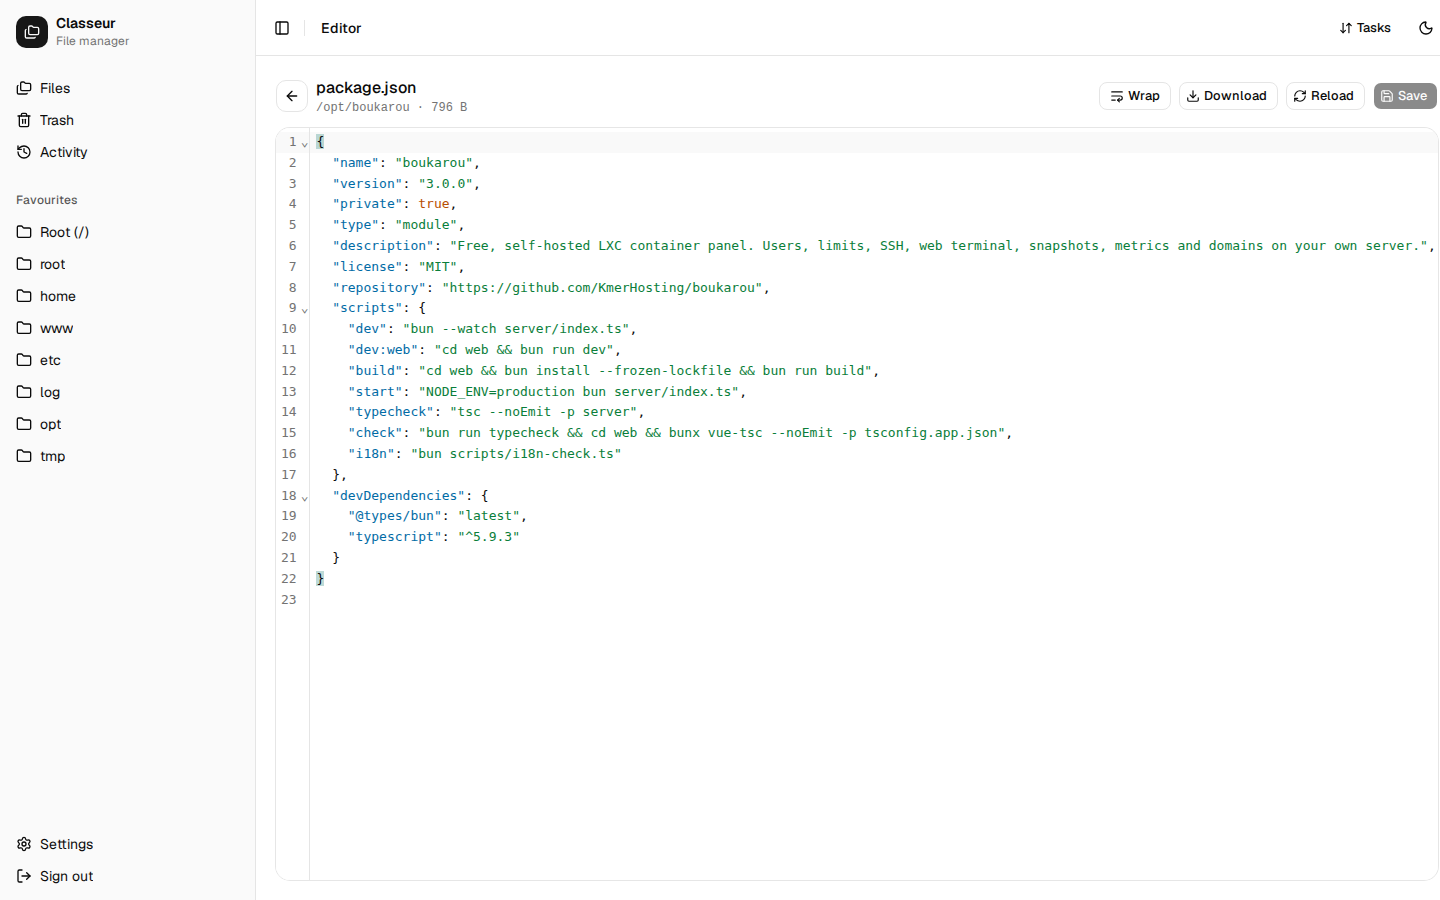 Classeur
File manager
Files
Trash
Activity
Favourites
Root (/)
root
home
www
etc
log
opt
tmp
Settings
Sign out
Editor
Tasks
package.json
/opt/boukarou · 796 B
Wrap
Download
Reload
Save
1 {
2 "name": "boukarou",
3 "version": "3.0.0",
4 "private": true,
5 "type": "module",
6 "description": "Free, self-hosted LXC container panel. Users, limits, SSH, web terminal, snapshots, metrics and domains on your own server.",
7 "license": "MIT",
8 "repository": "https://github.com/KmerHosting/boukarou",
9 "scripts": {
10 "dev": "bun --watch server/index.ts",
11 "dev:web": "cd web && bun run dev",
12 "build": "cd web && bun install --frozen-lockfile && bun run build",
13 "start": "NODE_ENV=production bun server/index.ts",
14 "typecheck": "tsc --noEmit -p server",
15 "check": "bun run typecheck && cd web && bunx vue-tsc --noEmit -p tsconfig.app.json",
16 "i18n": "bun scripts/i18n-check.ts"
17 },
18 "devDependencies": {
19 "@types/bun": "latest",
20 "typescript": "^5.9.3"
21 }
22 }
23